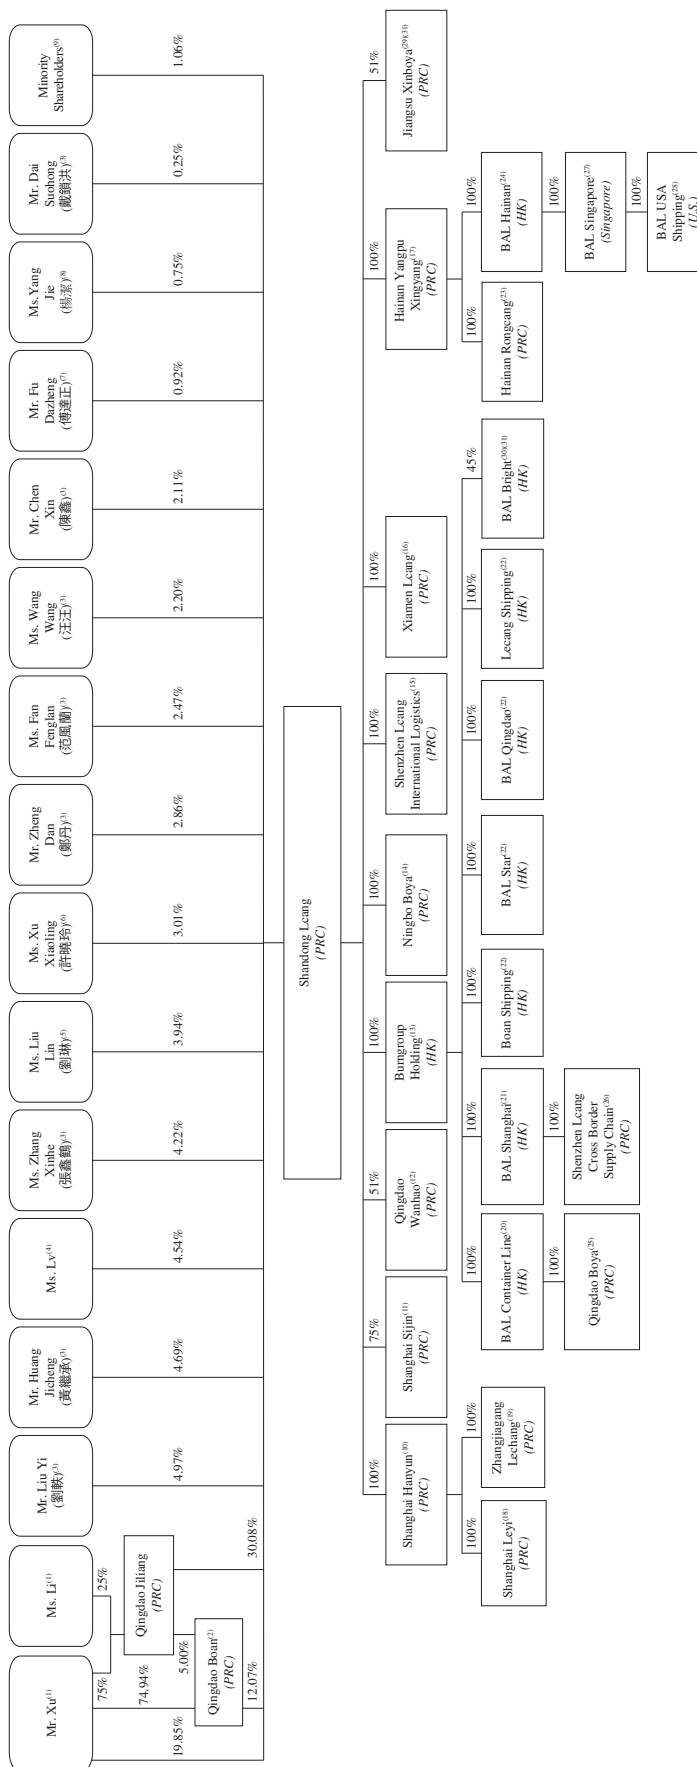 Mr. Xu(1)
Ms. Li(1)
Mr. Liu Yi
(劉軼)(3)
Mr. Huang
Jicheng
(黃繼承)(3)
Ms. Lv(4)
Ms. Zhang
Xinhe
(張鑫鶴)(3)
Ms. Liu
Lin
(劉琳)(5)
Ms. Xu
Xiaoling
(許曉玲)(6)
Mr. Zheng
Dan
(鄭丹)(3)
Ms. Fan
Fenglan
(范風蘭)(3)
Ms. Wang
Wang
(汪汪)(3)
Mr. Chen
Xin
(陳鑫)(3)
Mr. Fu
Dazheng
(傅達正)(7)
Ms. Yang
Jie
(楊潔)(8)
Mr. Dai
Suohong
(戴鎖洪)(3)
Minority
Shareholders(9)
75%
25%
Qingdao Jiliang
(PRC)
74.94%
5.00%
Qingdao Boan(2)
(PRC)
19.85%
12.07%
30.08%
4.97%
4.69%
4.54%
4.22%
3.94%
3.01%
2.86%
2.47%
2.20%
2.11%
0.92%
0.75%
0.25%
1.06%
Shandong Lcang
(PRC)
100%
75%
51%
100%
100%
100%
100%
100%
51%
Shanghai Hanyun(10)
(PRC)
Shanghai Sijin(11)
(PRC)
Qingdao
Wanhao(12)
(PRC)
Burngroup
Holding(13)
(HK)
Ningbo Boya(14)
(PRC)
Shenzhen Lcang
International Logistics(15)
(PRC)
Xiamen Lcang(16)
(PRC)
Hainan Yangpu
Xingyang(17)
(PRC)
Jiangsu Xinboya(29)(31)
(PRC)
100%
100%
100%
100%
100%
100%
100%
100%
45%
100%
100%
Shanghai Leyi(18)
(PRC)
Zhangjiagang
Lechang(19)
(PRC)
BAL Container Line(20)
(HK)
BAL Shanghai(21)
(HK)
Boan Shipping(22)
(HK)
BAL Star(22)
(HK)
BAL Qingdao(22)
(HK)
Lecang Shipping(22)
(HK)
BAL Bright(30)(31)
(HK)
Hainan Rongcang(23)
(PRC)
BAL Hainan(24)
(HK)
100%
100%
100%
Qingdao Boya(25)
(PRC)
Shenzhen Lcang
Cross Border
Supply Chain(26)
(PRC)
BAL Singapore(27)
(Singapore)
100%
BAL USA
Shipping(28)
(U.S.)